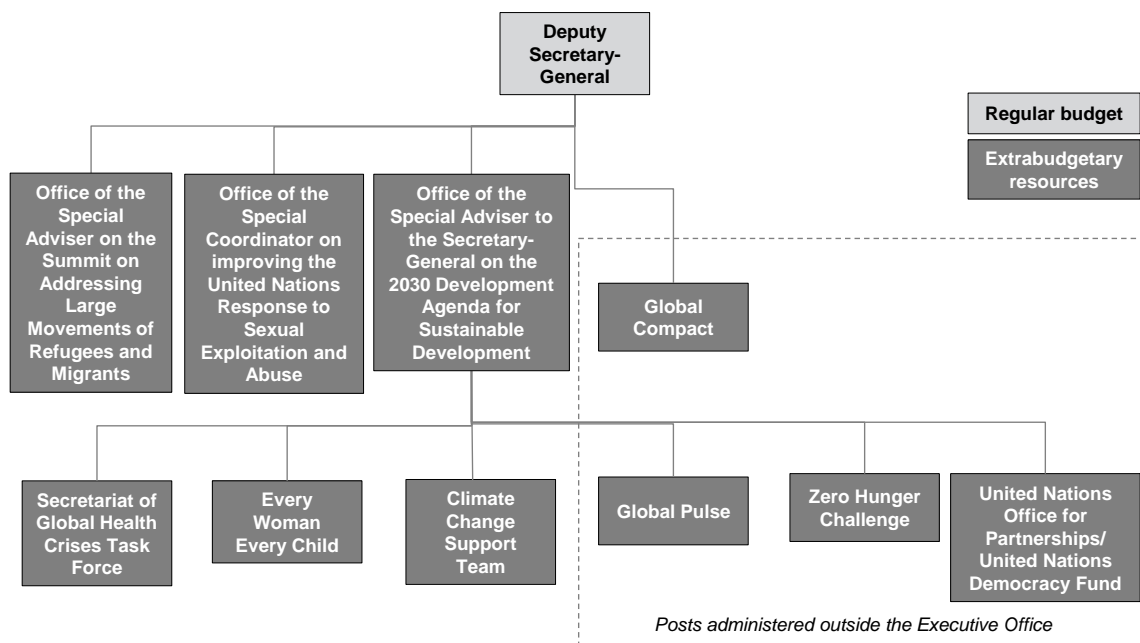 Deputy
Secretary-
General
Regular budget
Extrabudgetary
resources
Office of the
Special
Adviser on the
Summit on
Addressing
Large
Movements of
Refugees and
Migrants
Office of the
Special
Coordinator on
improving the
United Nations
Response to
Sexual
Exploitation and
Abuse
Office of the
Special Adviser to
the Secretary-
General on the
2030 Development
Agenda for
Sustainable
Development
Global
Compact
Secretariat of
Global Health
Crises Task
Force
Every
Woman
Every Child
Climate
Change
Support
Team
Global Pulse
Zero Hunger
Challenge
United Nations
Office for
Partnerships/
United Nations
Democracy Fund
Posts administered outside the Executive Office